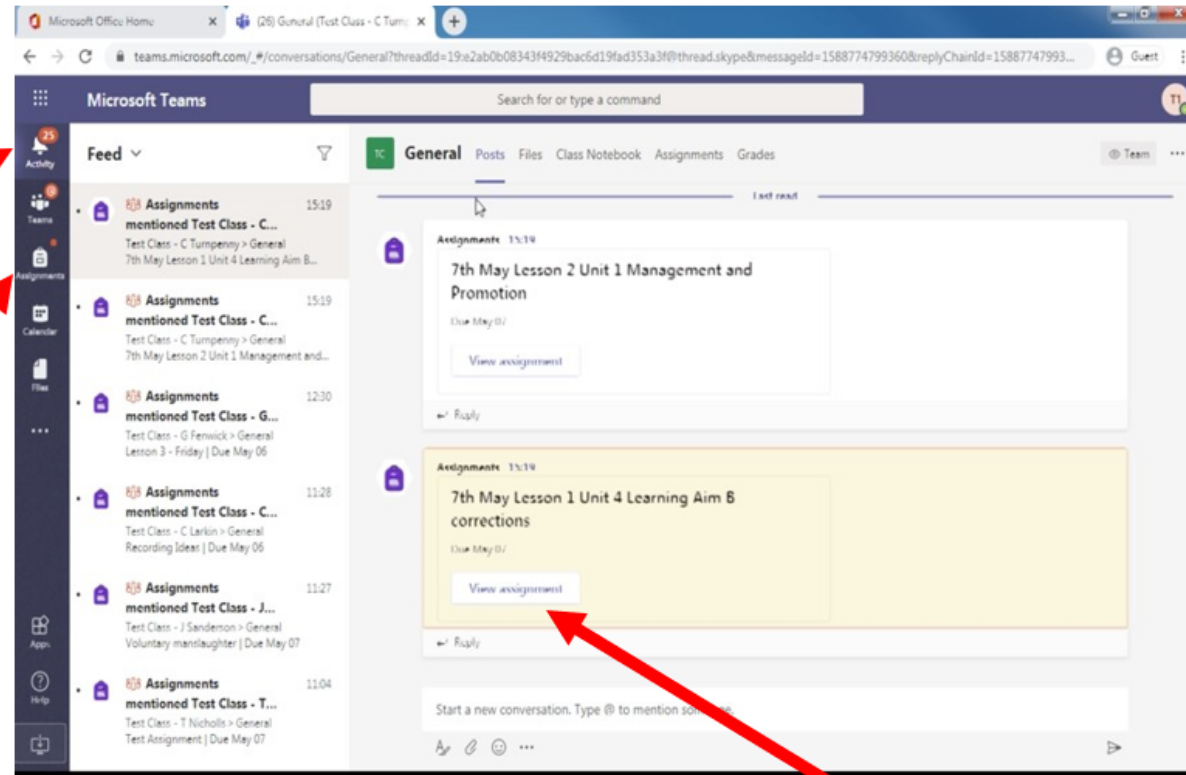 Microsoft Office Home
(26) General (Test Class - C Turnp
teams.microsoft.com/_#/conversations/General?threadId=19:e2ab0b08343f4929bac6d19fad353a3f@thread.skype&messageId=1588774799360&replyChainId=15887747993...
Guest
Microsoft Teams
Search for or type a command
T1
25
Activity
Teams
Assignments
Calendar
Files
Apps
Help
Feed
Assignments 15:19
mentioned Test Class - C...
Test Class - C Turnpenny > General
7th May Lesson 1 Unit 4 Learning Aim B...
Assignments 15:19
mentioned Test Class - C...
Test Class - C Turnpenny > General
7th May Lesson 2 Unit 1 Management and...
Assignments 12:30
mentioned Test Class - G...
Test Class - G Fenwick > General
Lesson 3 - Friday | Due May 06
Assignments 11:28
mentioned Test Class - C...
Test Class - C Larkin > General
Recording Ideas | Due May 06
Assignments 11:27
mentioned Test Class - J...
Test Class - J Sanderson > General
Voluntary manslaughter | Due May 07
Assignments 11:04
mentioned Test Class - T...
Test Class - T Nicholls > General
Test Assignment | Due May 07
TC General Posts Files Class Notebook Assignments Grades
Team ...
Last read
Assignments 15:19
7th May Lesson 2 Unit 1 Management and
Promotion
Due May 07
View assignment
Reply
Assignments 15:19
7th May Lesson 1 Unit 4 Learning Aim B
corrections
Due May 07
View assignment
Reply
Start a new conversation. Type @ to mention someone.